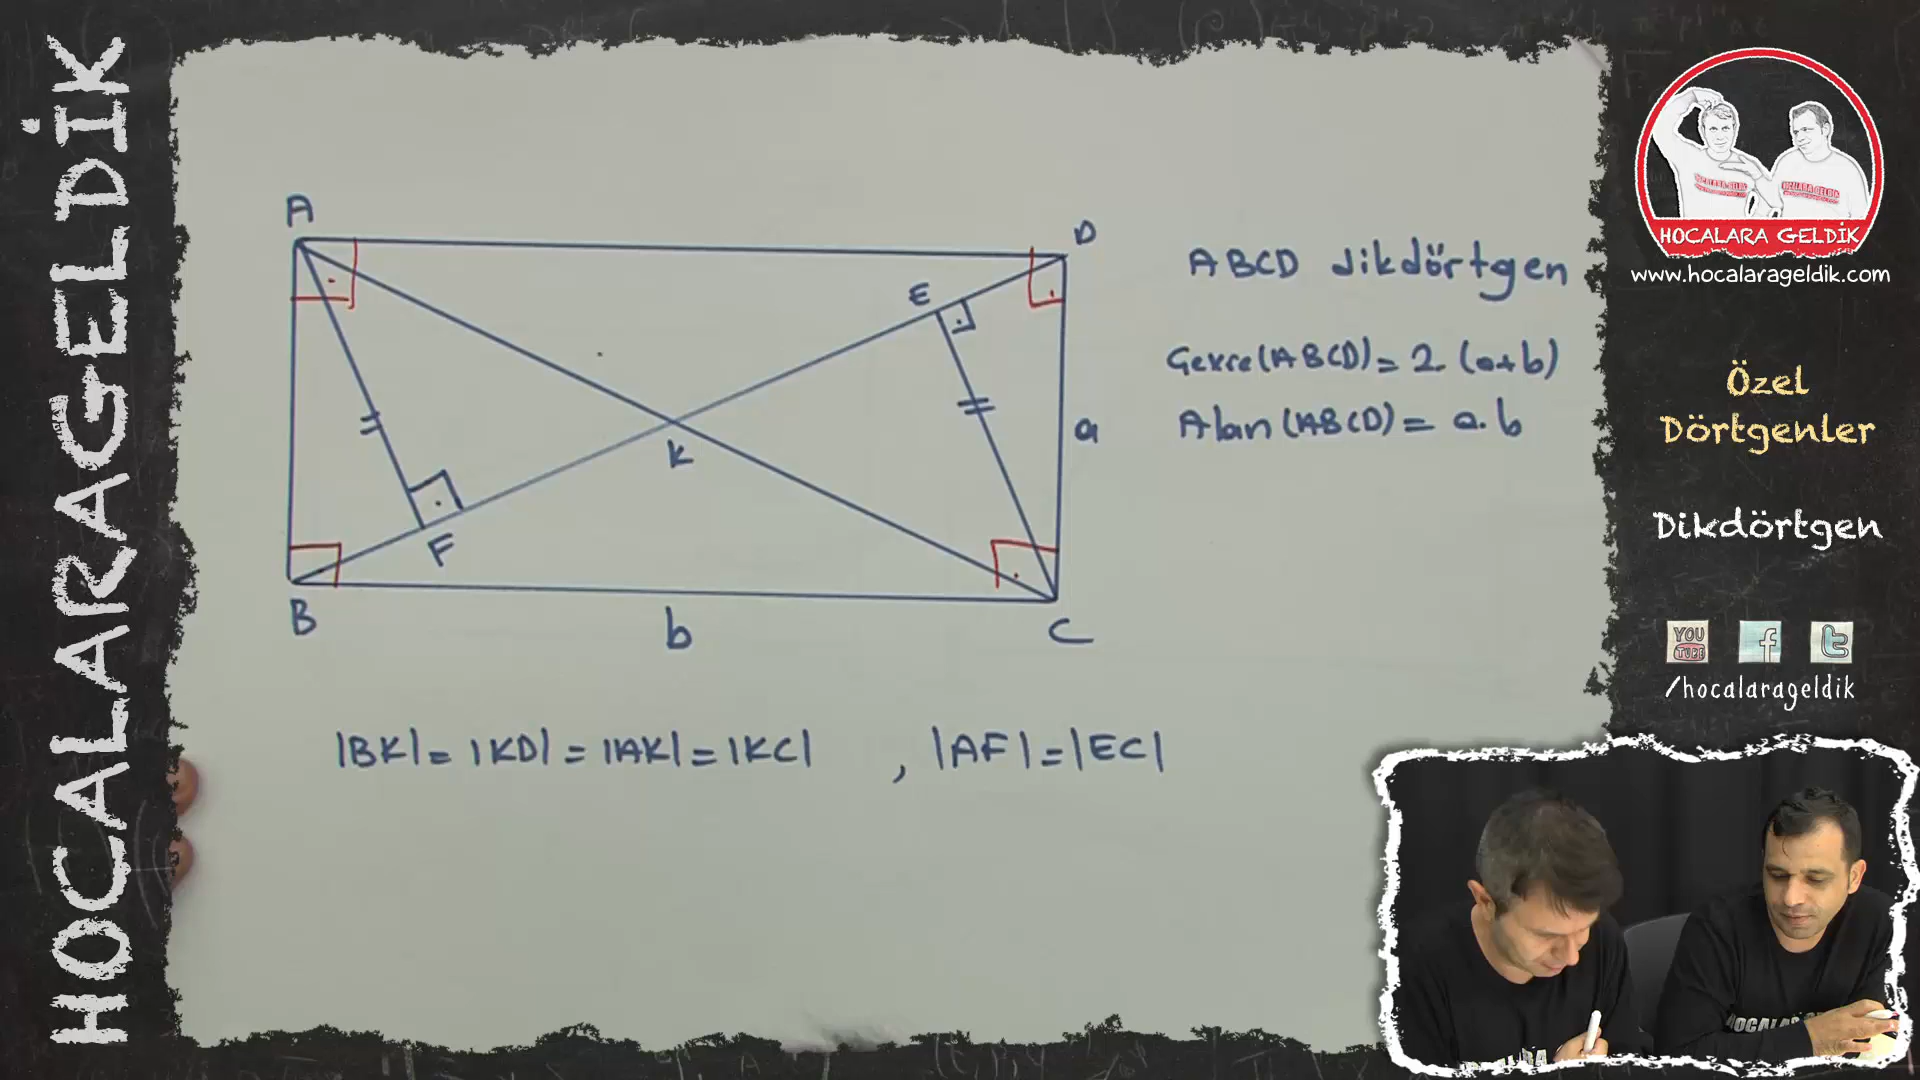 HOCALARAGELDİK
A
D
E
K
F
B
C
b
a
ABCD dikdörtgen
Çevre(ABCD) = 2. (a+b)
Alan (ABCD) = a.b
|BK| = |KD| = |AK| = |KC| , |AF| = |EC|
HOCALARA GELDİK
www.hocalarageldik.com
Özel
Dörtgenler
Dikdörtgen
YOU
TUBE
f
t
/hocalarageldik